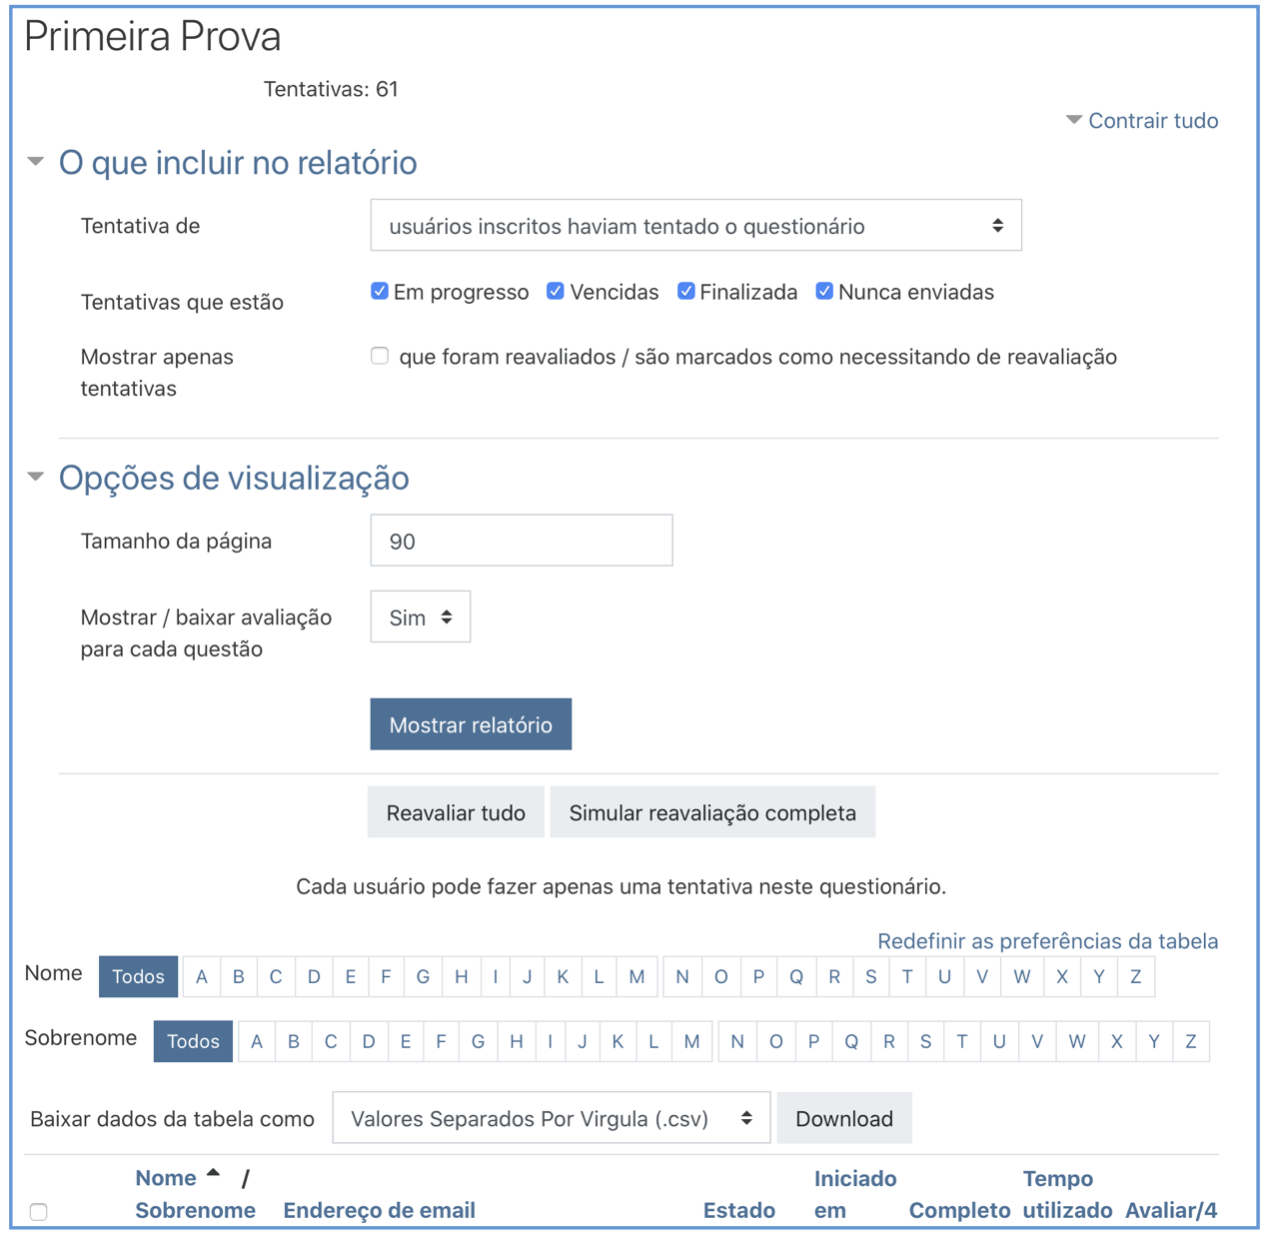 Primeira Prova
Tentativas: 61
Contrair tudo
O que incluir no relatório
Tentativa de
usuários inscritos haviam tentado o questionário
Tentativas que estão
Em progresso Vencidas Finalizada Nunca enviadas
Mostrar apenas
tentativas
que foram reavaliados / são marcados como necessitando de reavaliação
Opções de visualização
Tamanho da página
90
Mostrar / baixar avaliação
para cada questão
Sim
Mostrar relatório
Reavaliar tudo Simular reavaliação completa
Cada usuário pode fazer apenas uma tentativa neste questionário.
Redefinir as preferências da tabela
Nome Todos A B C D E F G H I J K L M N O P Q R S T U V W X Y Z
Sobrenome Todos A B C D E F G H I J K L M N O P Q R S T U V W X Y Z
Baixar dados da tabela como Valores Separados Por Virgula (.csv) Download
Nome / Iniciado Tempo
Sobrenome Endereço de email Estado em Completo utilizado Avaliar/4